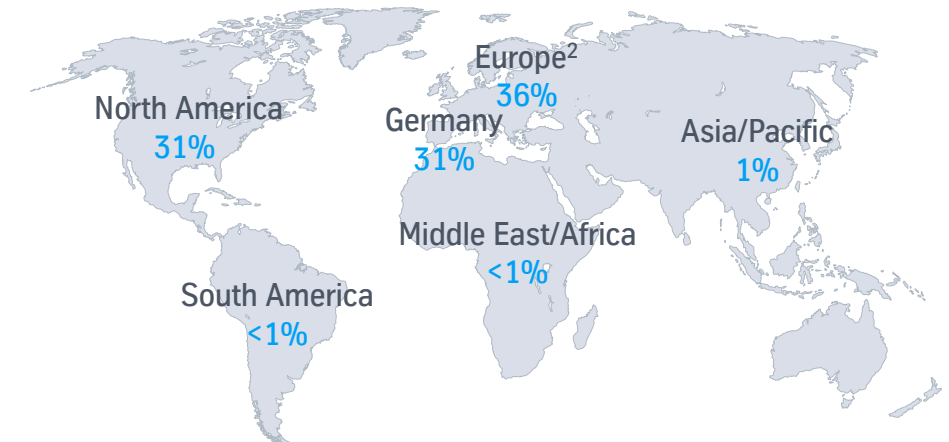 Europe²
36%
North America
31%
Germany
31%
Asia/Pacific
1%
Middle East/Africa
<1%
South America
<1%